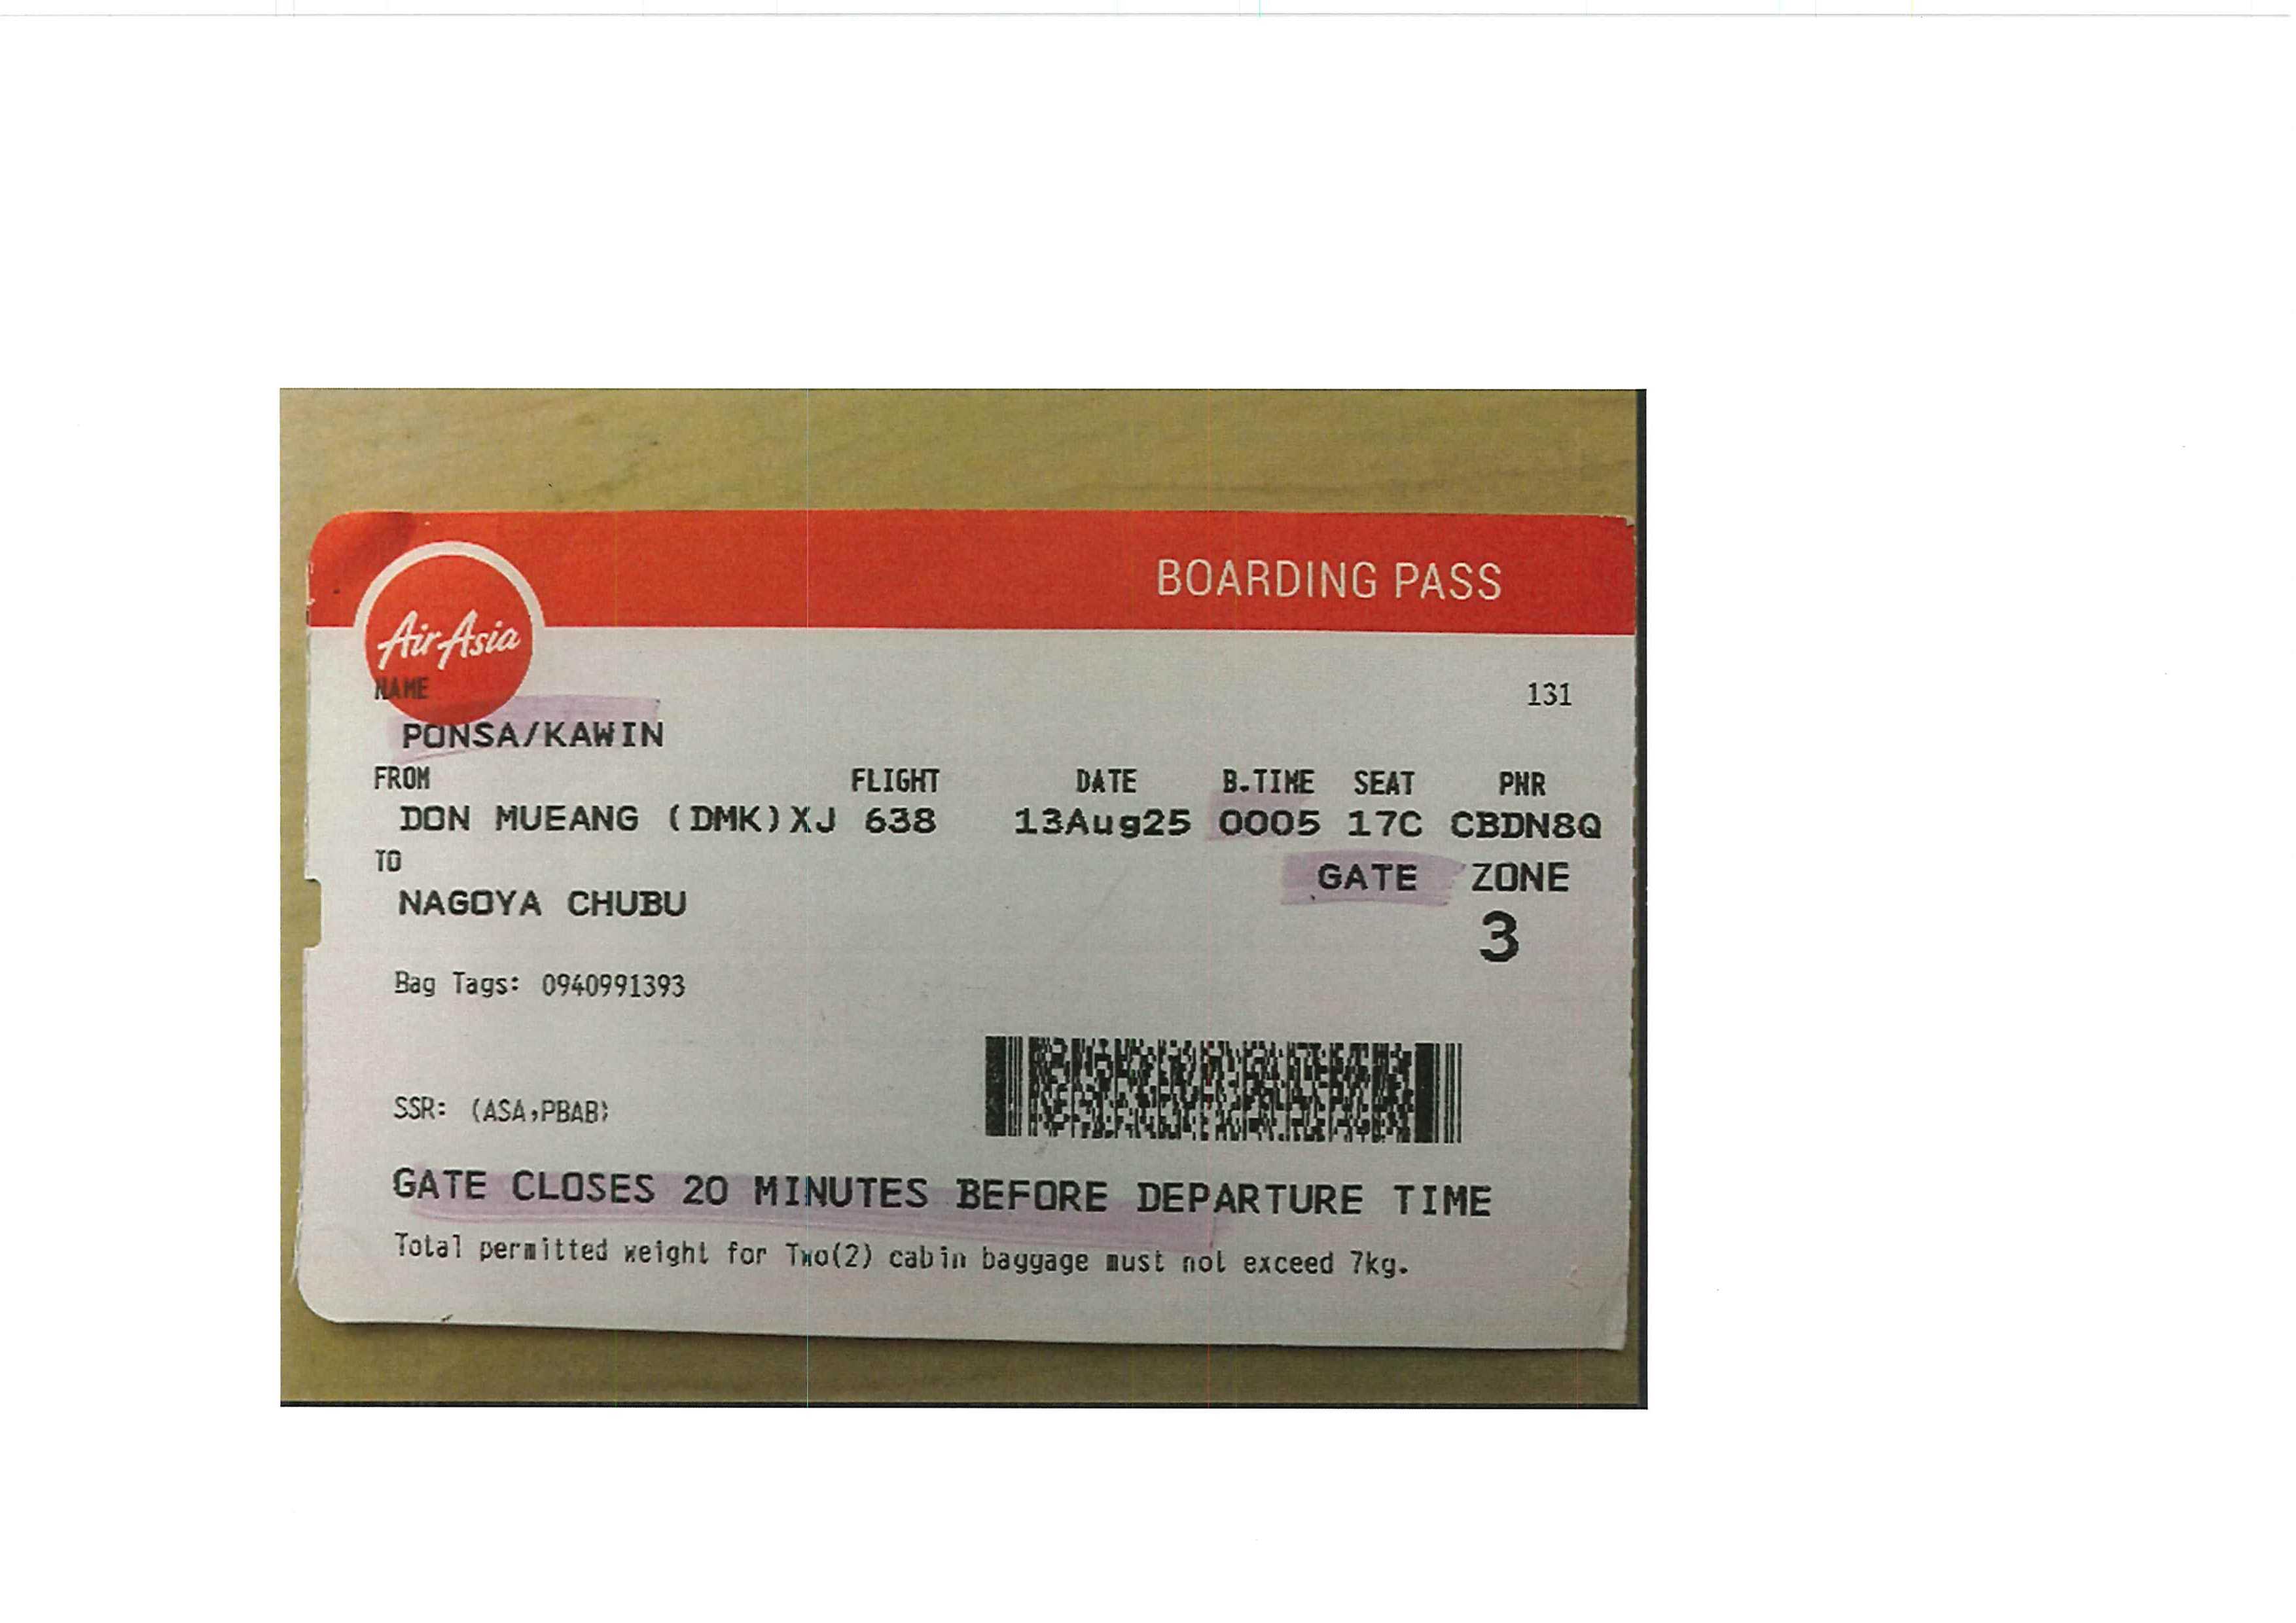 BOARDING PASS
AirAsia
NAME
131
PONSA/KAWIN
FROM FLIGHT DATE B.TIME SEAT PNR
DON MUEANG (DMK)XJ 638 13Aug25 0005 17C CBDN8Q
TO
GATE ZONE
NAGOYA CHUBU
3
Bag Tags: 0940991393
SSR: (ASA,PBAB)
GATE CLOSES 20 MINUTES BEFORE DEPARTURE TIME
Total permitted weight for Two(2) cabin baggage must not exceed 7kg.